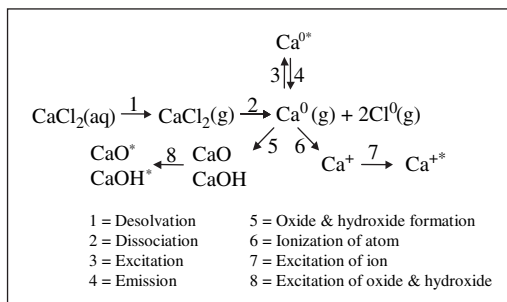 Ca⁰*
3 4
1 2
CaCl₂(aq) CaCl₂(g) Ca⁰(g) + 2Cl⁰(g)
5 6
CaO* 8 CaO Ca⁺ 7 Ca⁺*
CaOH* CaOH
1 = Desolvation 5 = Oxide & hydroxide formation
2 = Dissociation 6 = Ionization of atom
3 = Excitation 7 = Excitation of ion
4 = Emission 8 = Excitation of oxide & hydroxide